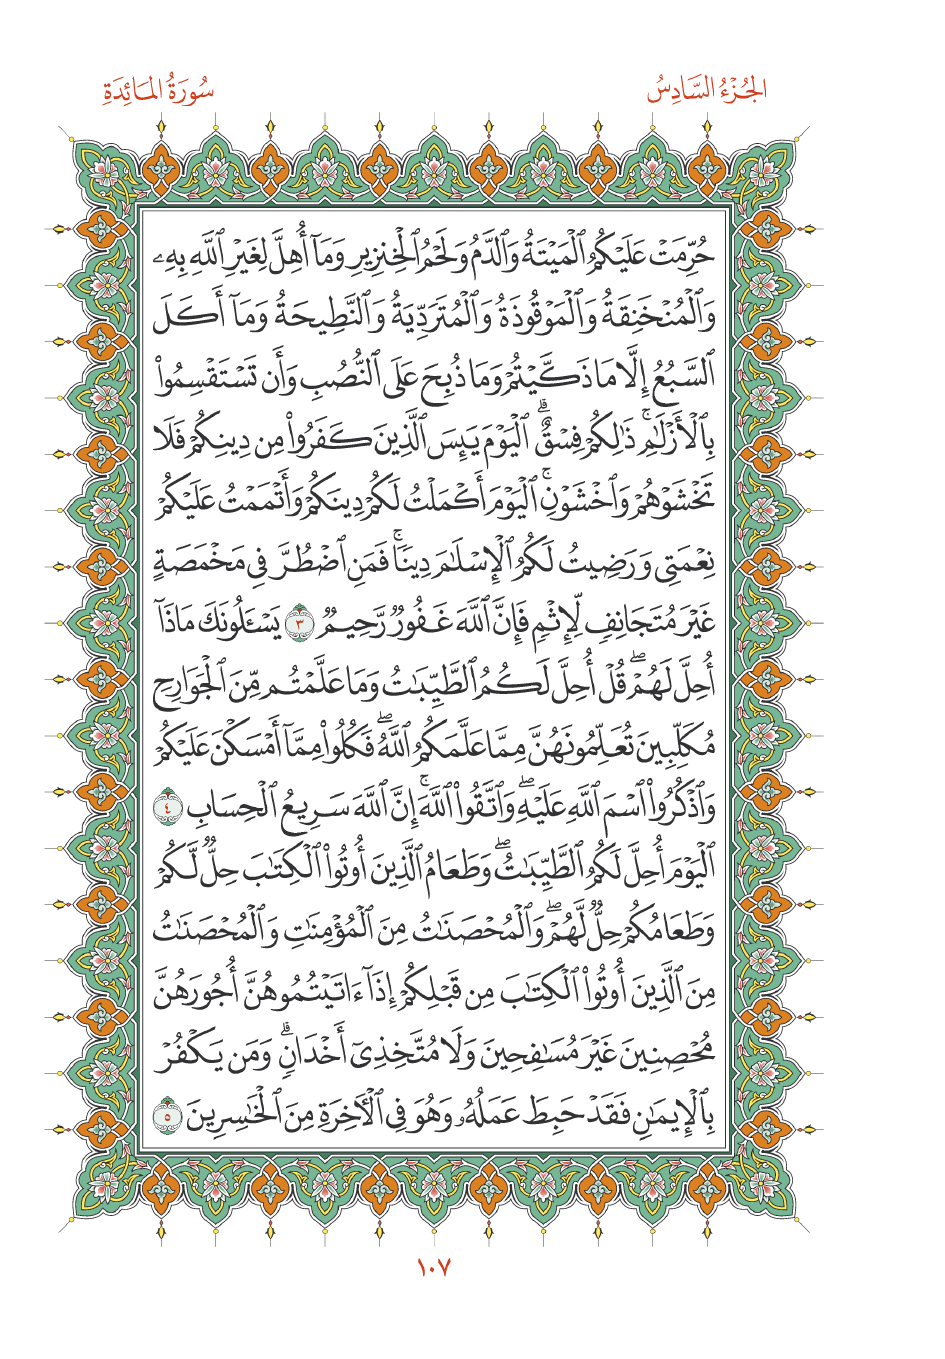 الجُزْءُ السَّادِسُ
سُورَةُ المَائِدَةِ
حُرِّمَتْ عَلَيْكُمُ ٱلْمَيْتَةُ وَٱلدَّمُ وَلَحْمُ ٱلْخِنزِيرِ وَمَآ أُهِلَّ لِغَيْرِ ٱللَّهِ بِهِۦ
وَٱلْمُنْخَنِقَةُ وَٱلْمَوْقُوذَةُ وَٱلْمُتَرَدِّيَةُ وَٱلنَّطِيحَةُ وَمَآ أَكَلَ
ٱلسَّبُعُ إِلَّا مَا ذَكَّيْتُمْ وَمَا ذُبِحَ عَلَى ٱلنُّصُبِ وَأَن تَسْتَقْسِمُوا۟
بِٱلْأَزْلَٰمِ ۚ ذَٰلِكُمْ فِسْقٌ ۗ ٱلْيَوْمَ يَئِسَ ٱلَّذِينَ كَفَرُوا۟ مِن دِينِكُمْ فَلَا
تَخْشَوْهُمْ وَٱخْشَوْنِ ۚ ٱلْيَوْمَ أَكْمَلْتُ لَكُمْ دِينَكُمْ وَأَتْمَمْتُ عَلَيْكُمْ
نِعْمَتِى وَرَضِيتُ لَكُمُ ٱلْإِسْلَٰمَ دِينًا ۚ فَمَنِ ٱضْطُرَّ فِى مَخْمَصَةٍ
غَيْرَ مُتَجَانِفٍ لِّإِثْمٍ فَإِنَّ ٱللَّهَ غَفُورٌ رَّحِيمٌ ٣ يَسْـَٔلُونَكَ مَاذَآ
أُحِلَّ لَهُمْ ۖ قُلْ أُحِلَّ لَكُمُ ٱلطَّيِّبَٰتُ وَمَا عَلَّمْتُم مِّنَ ٱلْجَوَارِحِ
مُكَلِّبِينَ تُعَلِّمُونَهُنَّ مِمَّا عَلَّمَكُمُ ٱللَّهُ ۖ فَكُلُوا۟ مِمَّآ أَمْسَكْنَ عَلَيْكُمْ
وَٱذْكُرُوا۟ ٱسْمَ ٱللَّهِ عَلَيْهِ ۖ وَٱتَّقُوا۟ ٱللَّهَ ۚ إِنَّ ٱللَّهَ سَرِيعُ ٱلْحِسَابِ ٤
ٱلْيَوْمَ أُحِلَّ لَكُمُ ٱلطَّيِّبَٰتُ ۖ وَطَعَامُ ٱلَّذِينَ أُوتُوا۟ ٱلْكِتَٰبَ حِلٌّ لَّكُمْ
وَطَعَامُكُمْ حِلٌّ لَّهُمْ ۖ وَٱلْمُحْصَنَٰتُ مِنَ ٱلْمُؤْمِنَٰتِ وَٱلْمُحْصَنَٰتُ
مِنَ ٱلَّذِينَ أُوتُوا۟ ٱلْكِتَٰبَ مِن قَبْلِكُمْ إِذَآ ءَاتَيْتُمُوهُنَّ أُجُورَهُنَّ
مُحْصِنِينَ غَيْرَ مُسَٰفِحِينَ وَلَا مُتَّخِذِىٓ أَخْدَانٍ ۗ وَمَن يَكْفُرْ
بِٱلْإِيمَٰنِ فَقَدْ حَبِطَ عَمَلُهُۥ وَهُوَ فِى ٱلْـَٔاخِرَةِ مِنَ ٱلْخَٰسِرِينَ ٥
١٠٧